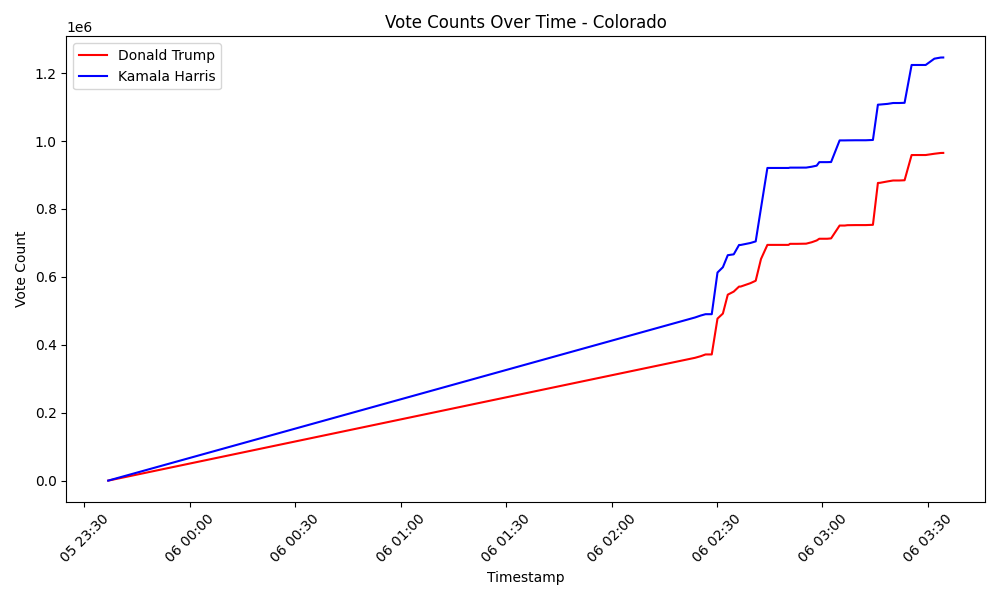 Vote Counts Over Time - Colorado
1e6
Donald Trump
Kamala Harris
Vote Count
1.2
1.0
0.8
0.6
0.4
0.2
0.0
05 23:30
06 00:00
06 00:30
06 01:00
06 01:30
06 02:00
06 02:30
06 03:00
06 03:30
Timestamp